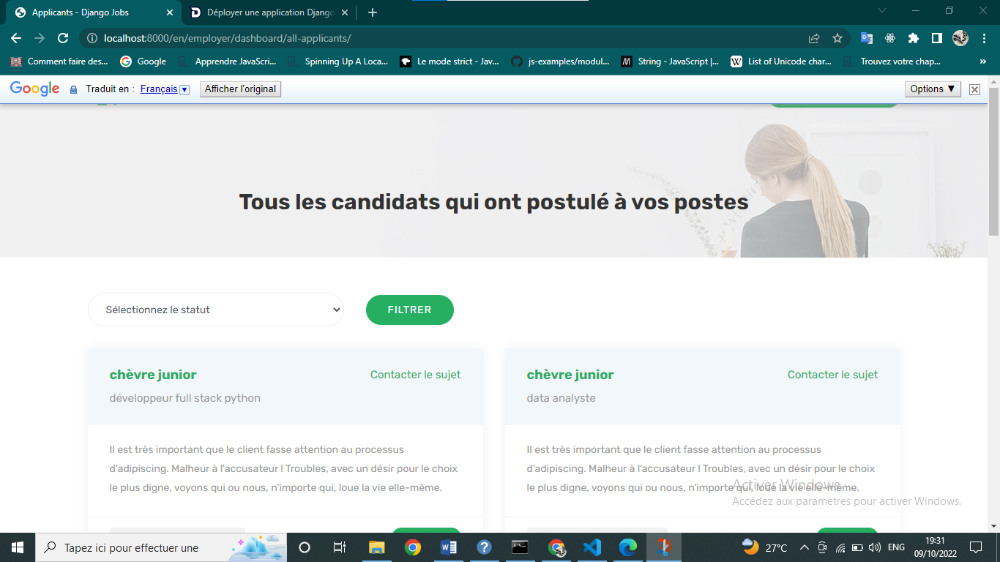 Applicants - Django Jobs
Déployer une application Django
localhost:8000/en/employer/dashboard/all-applicants/
Comment faire des...
Google
Apprendre JavaScri...
Spinning Up A Loca...
Le mode strict - Jav...
js-examples/modul...
String - JavaScript |...
List of Unicode char...
Trouvez votre chap...
»
Google Traduit en : Français Afficher l'original Options ▼
Tous les candidats qui ont postulé à vos postes
Sélectionnez le statut
FILTRER
chèvre junior
Contacter le sujet
développeur full stack python
Il est très important que le client fasse attention au processus
d'adipiscing. Malheur à l'accusateur ! Troubles, avec un désir pour le choix
le plus digne, voyons qui ou nous, n'importe qui, loue la vie elle-même.
chèvre junior
Contacter le sujet
data analyste
Il est très important que le client fasse attention au processus
d'adipiscing. Malheur à l'accusateur ! Troubles, avec un désir pour le choix
le plus digne, voyons qui ou nous, n'importe qui, loue la vie elle-même.
Activer Windows
Accédez aux paramètres pour activer Windows.
Tapez ici pour effectuer une
27°C
ENG
19:31
09/10/2022